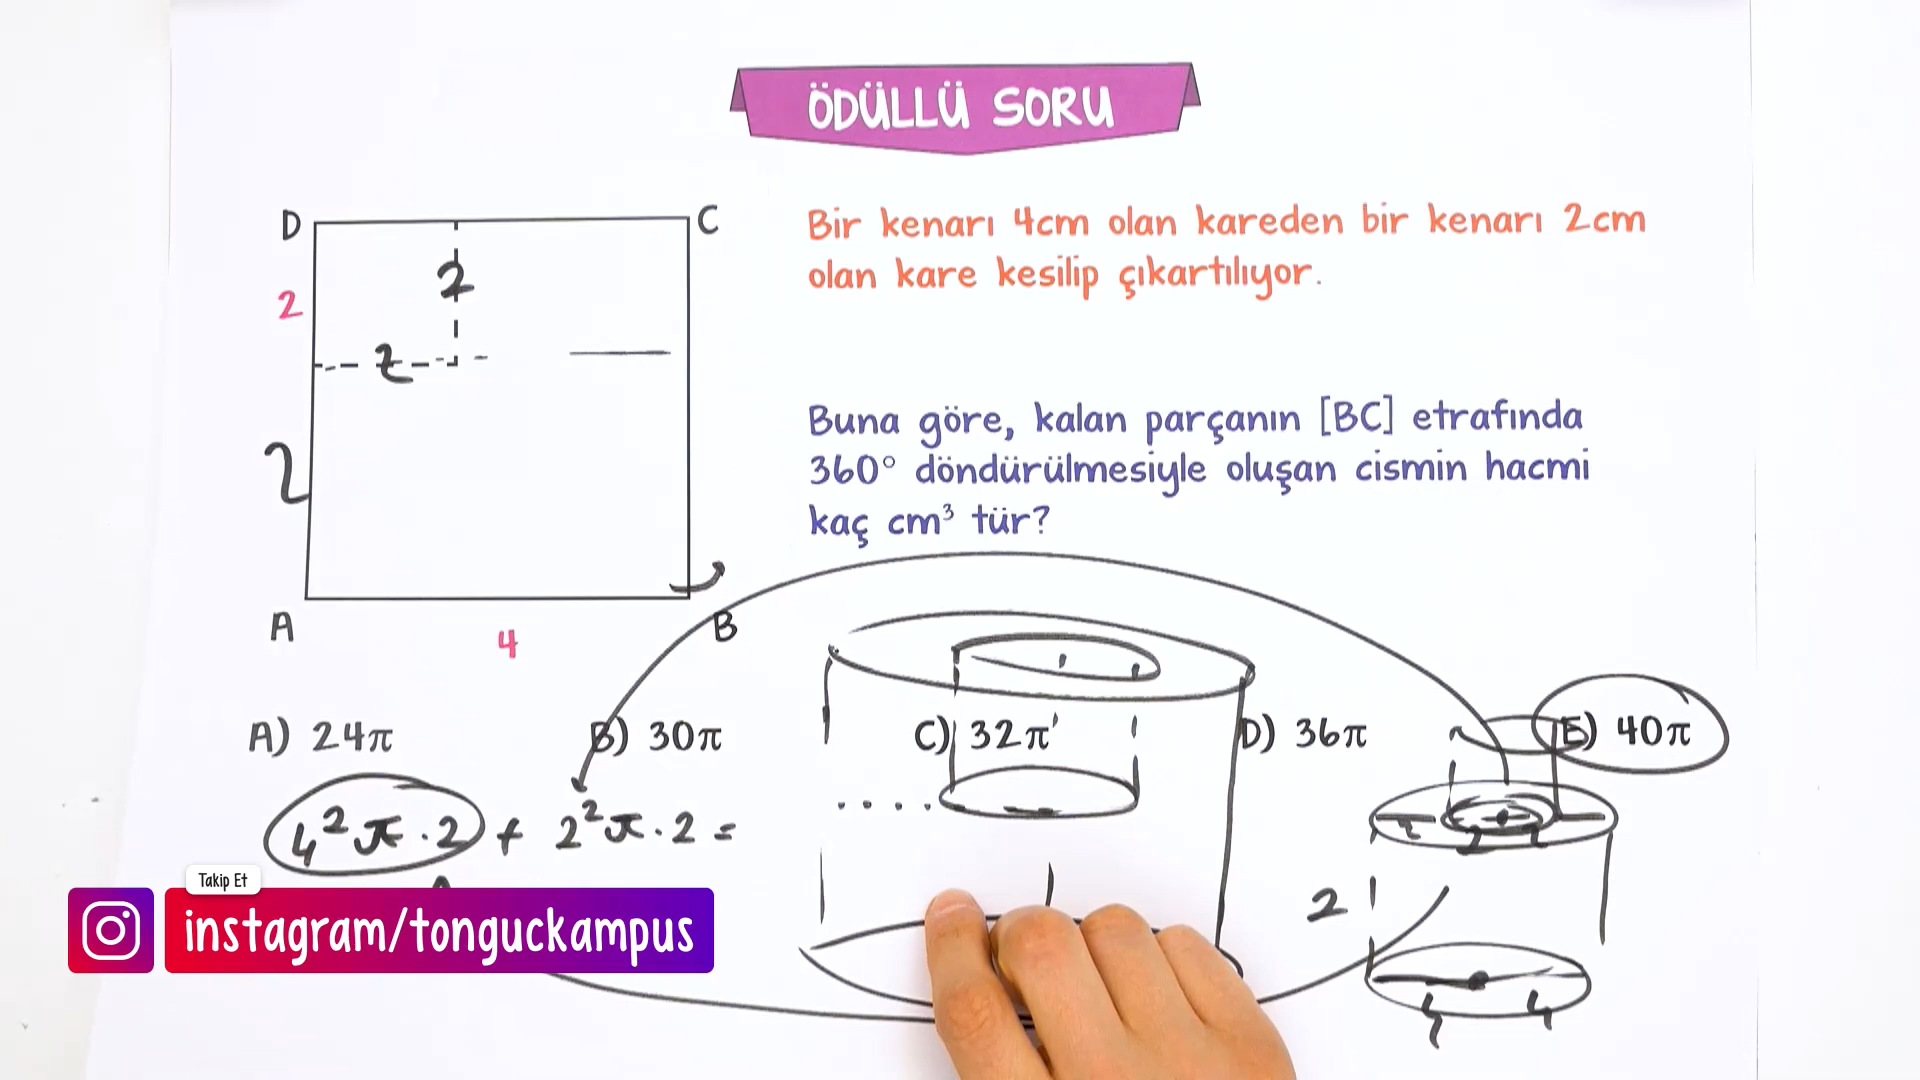 ÖDÜLLÜ SORU
D
C
2
2
2
2
A
B
4
Bir kenarı 4cm olan kareden bir kenarı 2cm
olan kare kesilip çıkartılıyor.
Buna göre, kalan parçanın [BC] etrafında
360° döndürülmesiyle oluşan cismin hacmi
kaç cm³ tür?
A) 24π
B) 30π
C) 32π
D) 36π
E) 40π
4²π.2 + 2²π.2 =
2
2
2
2
4
4
Takip Et
instagram/tonguckampus